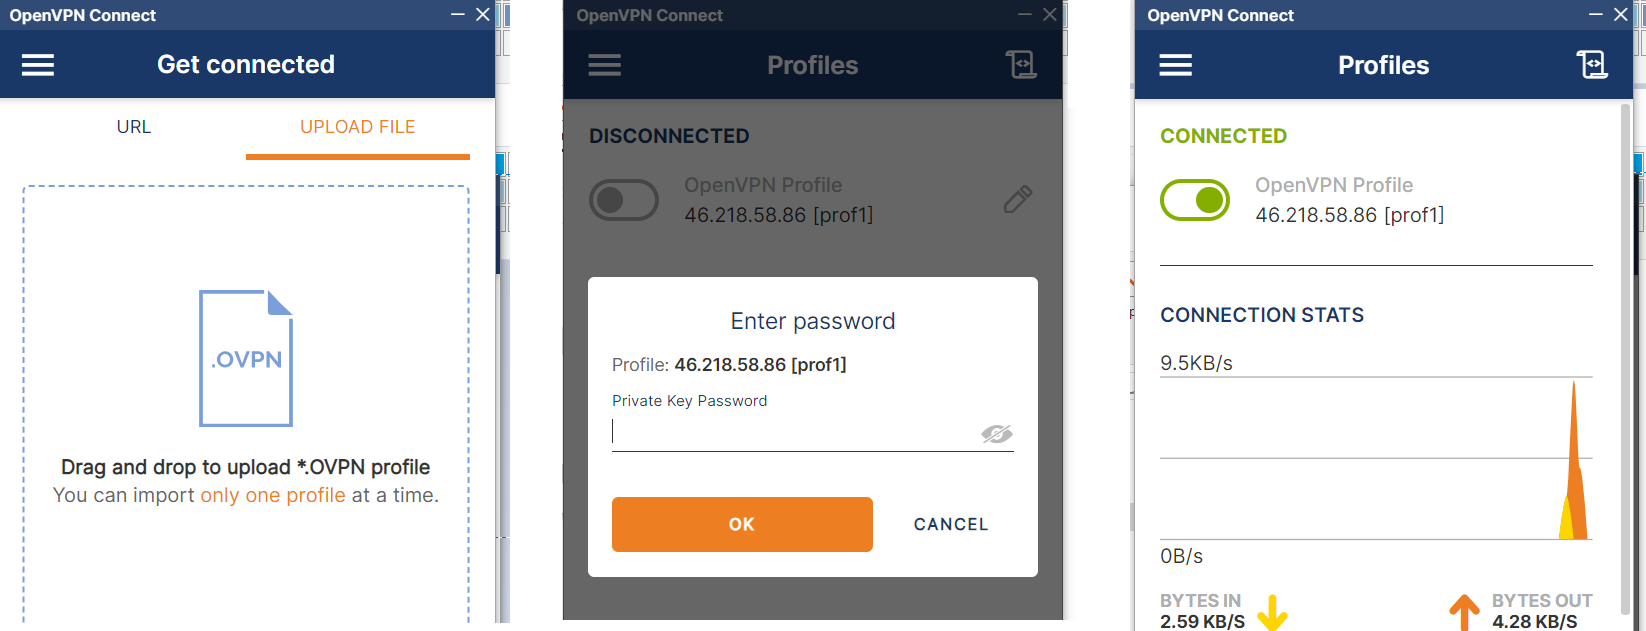 OpenVPN Connect
Get connected
URL
UPLOAD FILE
.OVPN
Drag and drop to upload *.OVPN profile
You can import only one profile at a time.
OpenVPN Connect
Profiles
DISCONNECTED
OpenVPN Profile
46.218.58.86 [prof1]
Enter password
Profile: 46.218.58.86 [prof1]
Private Key Password
OK
CANCEL
OpenVPN Connect
Profiles
CONNECTED
OpenVPN Profile
46.218.58.86 [prof1]
CONNECTION STATS
9.5KB/s
0B/s
BYTES IN
2.59 KB/S
BYTES OUT
4.28 KB/S